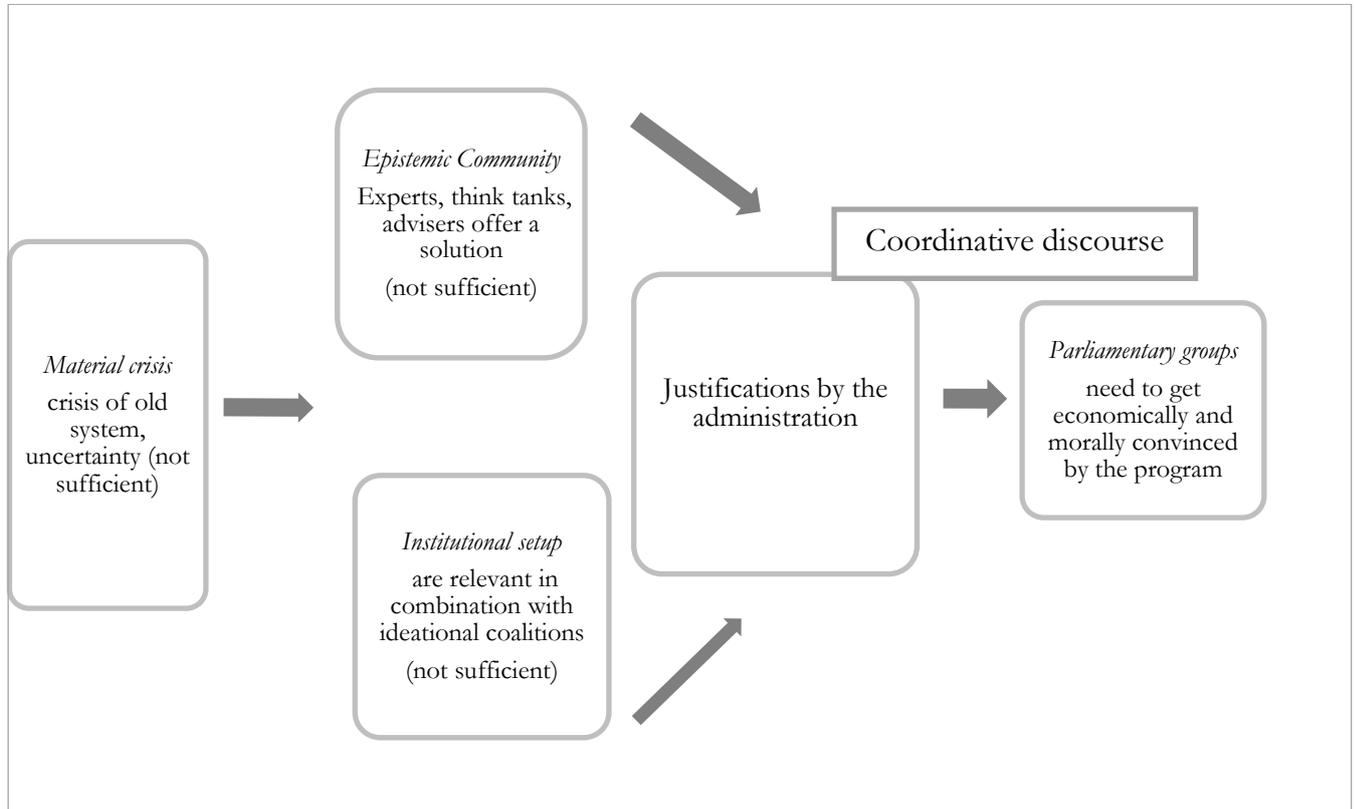 Material crisis
crisis of old
system,
uncertainty (not
sufficient)
Epistemic Community
Experts, think tanks,
advisers offer a
solution
(not sufficient)
Institutional setup
are relevant in
combination with
ideational coalitions
(not sufficient)
Coordinative discourse
Justifications by the
administration
Parliamentary groups
need to get
economically and
morally convinced
by the program